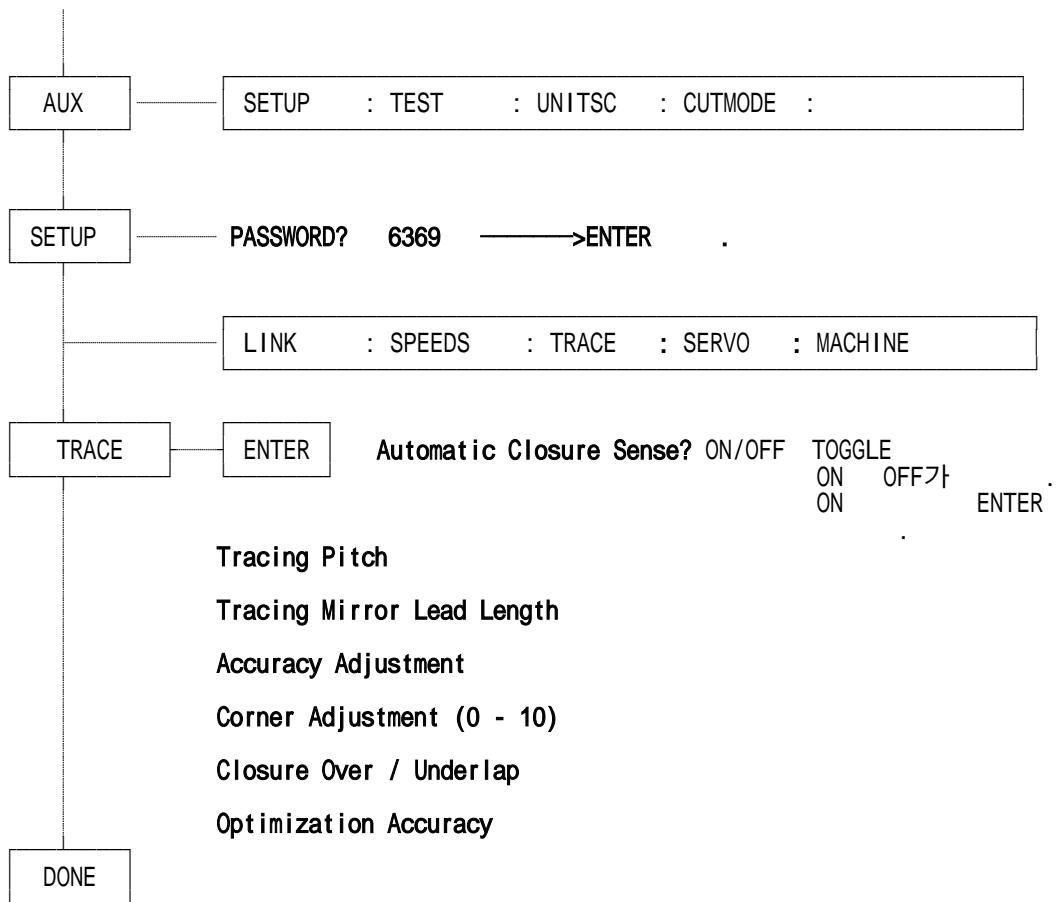 AUX SETUP : TEST : UNITSC : CUTMODE :
SETUP PASSWORD? 6369 ————>ENTER .
LINK : SPEEDS : TRACE : SERVO : MACHINE
TRACE ENTER Automatic Closure Sense? ON/OFF TOGGLE
ON OFF가 .
ON ENTER
.
Tracing Pitch
Tracing Mirror Lead Length
Accuracy Adjustment
Corner Adjustment (0 - 10)
Closure Over / Underlap
Optimization Accuracy
DONE